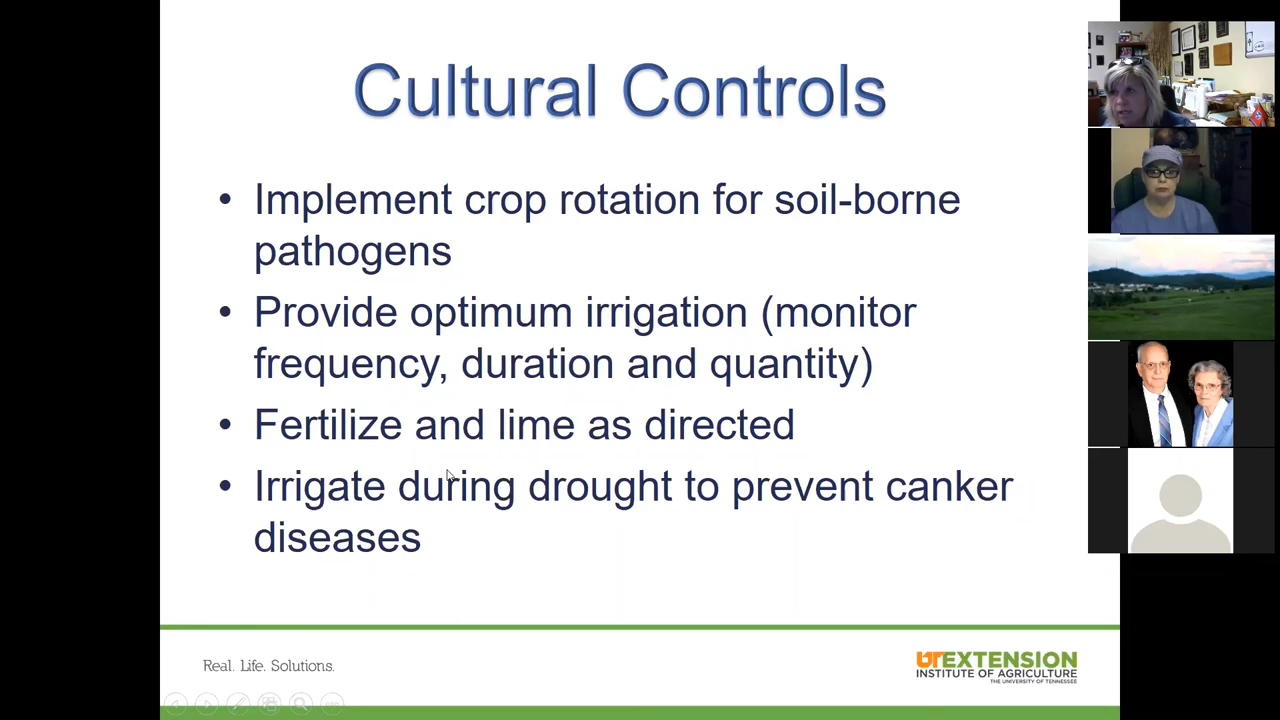 Cultural Controls
• Implement crop rotation for soil-borne
pathogens
• Provide optimum irrigation (monitor
frequency, duration and quantity)
• Fertilize and lime as directed
• Irrigate during drought to prevent canker
diseases
Real. Life. Solutions.
UTEXTENSION
INSTITUTE OF AGRICULTURE
THE UNIVERSITY OF TENNESSEE